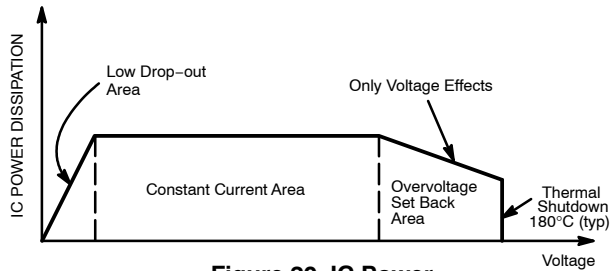 IC POWER DISSIPATION
Low Drop−out
Area
Only Voltage Effects
Constant Current Area
Overvoltage
Set Back
Area
Thermal
Shutdown
180°C (typ)
Voltage
Figure 20. IC Power